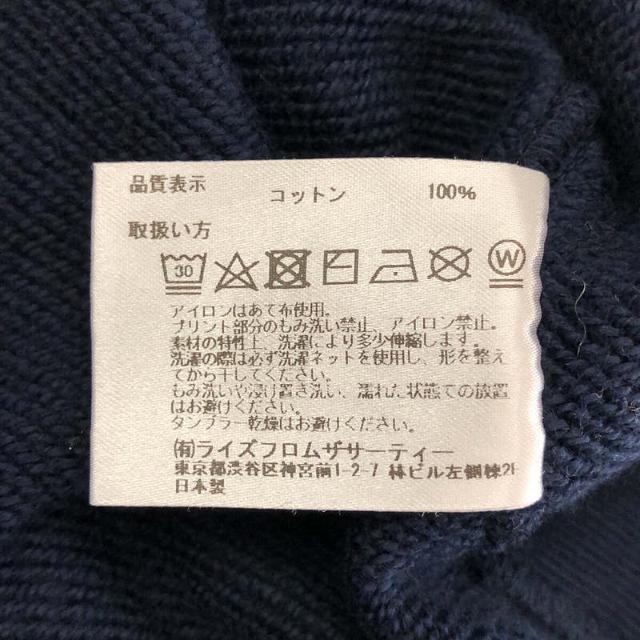 品質表示 コットン 100%
取扱い方
30 W
アイロンはあて布使用。
プリント部分のもみ洗い禁止、アイロン禁止。
素材の特性上、洗濯により多少伸縮します。
洗濯の際は必ず洗濯ネットを使用し、形を整え
てから干してください。
もみ洗いや浸け置き洗い、濡れた状態での放置
はお避けください。
タンブラー乾燥はお避けください。
(有)ライズフロムザサーティー
東京都渋谷区神宮前1-2-7 林ビル左側棟2F
日本製